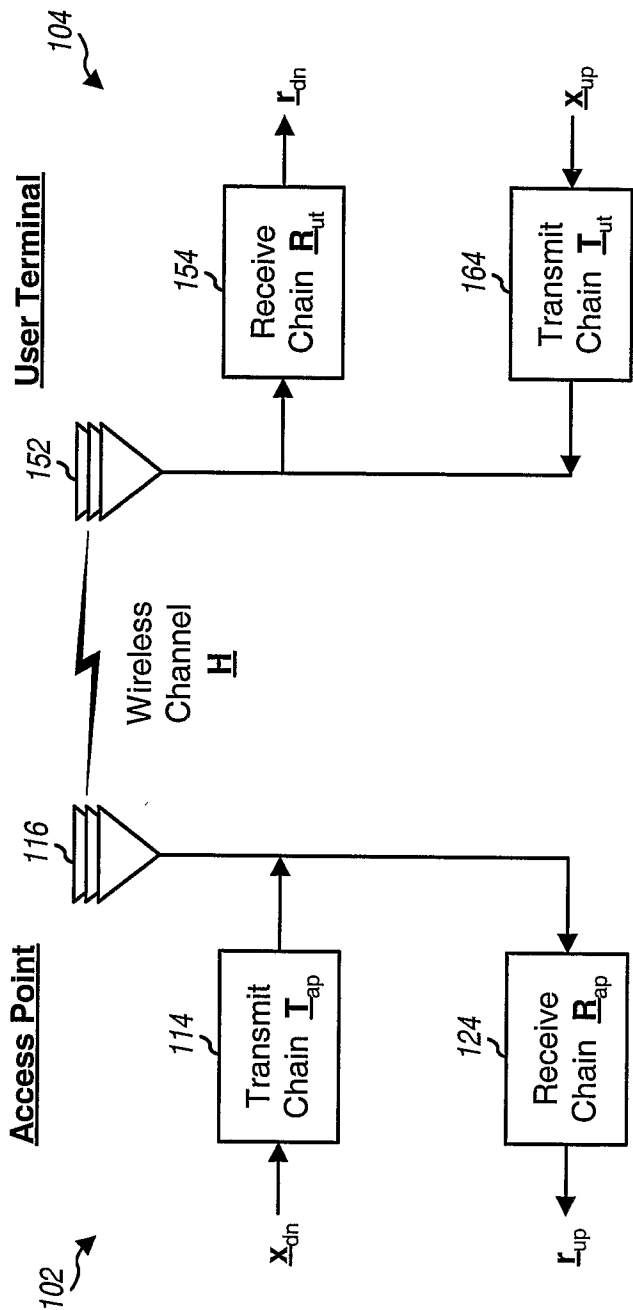 102
Access Point
User Terminal
104
116
152
Wireless
Channel
H
x_dn
114
Transmit
Chain T_ap
154
Receive
Chain R_ut
r_dn
r_up
124
Receive
Chain R_ap
164
Transmit
Chain T_ut
x_up